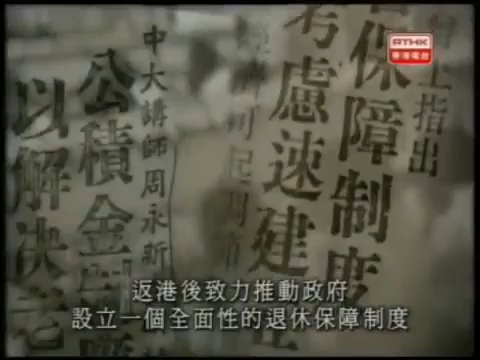 RTHK
香港電台
上指出
保障制度
考慮速建
中大講師周永新
公積金制
以解決老
返港後致力推動政府
設立一個全面性的退休保障制度